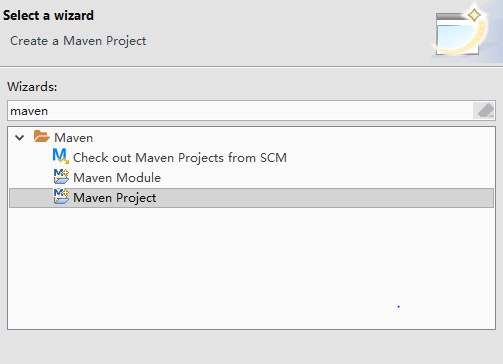 Select a wizard
Create a Maven Project
Wizards:
maven
Maven
Check out Maven Projects from SCM
Maven Module
Maven Project